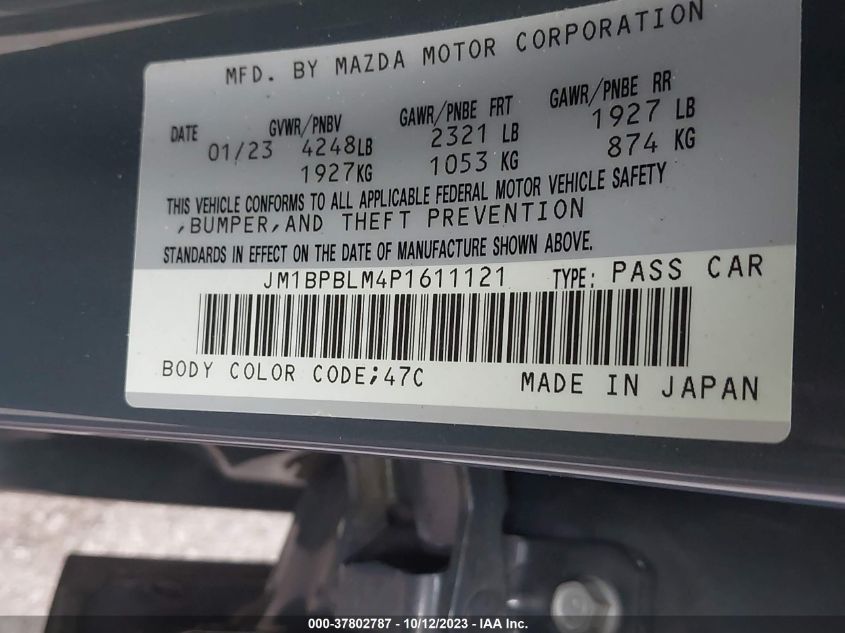 MFD. BY MAZDA MOTOR CORPORATION
DATE GVWR/PNBV GAWR/PNBE FRT GAWR/PNBE RR
01/23 4248LB 2321 LB 1927 LB
1927KG 1053 KG 874 KG
THIS VEHICLE CONFORMS TO ALL APPLICABLE FEDERAL MOTOR VEHICLE SAFETY
,BUMPER,AND THEFT PREVENTION
STANDARDS IN EFFECT ON THE DATE OF MANUFACTURE SHOWN ABOVE.
JM1BPBLM4P1611121 TYPE: PASS CAR
BODY COLOR CODE;47C MADE IN JAPAN
000-37802787 - 10/12/2023 - IAA Inc.